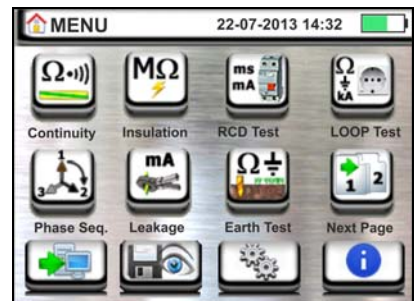 MENU 22-07-2013 14:32
Ω·))) MΩ ms mA Ω kA
Continuity Insulation RCD Test LOOP Test
1 3 2 mA Ω 1 2
Phase Seq. Leakage Earth Test Next Page
i